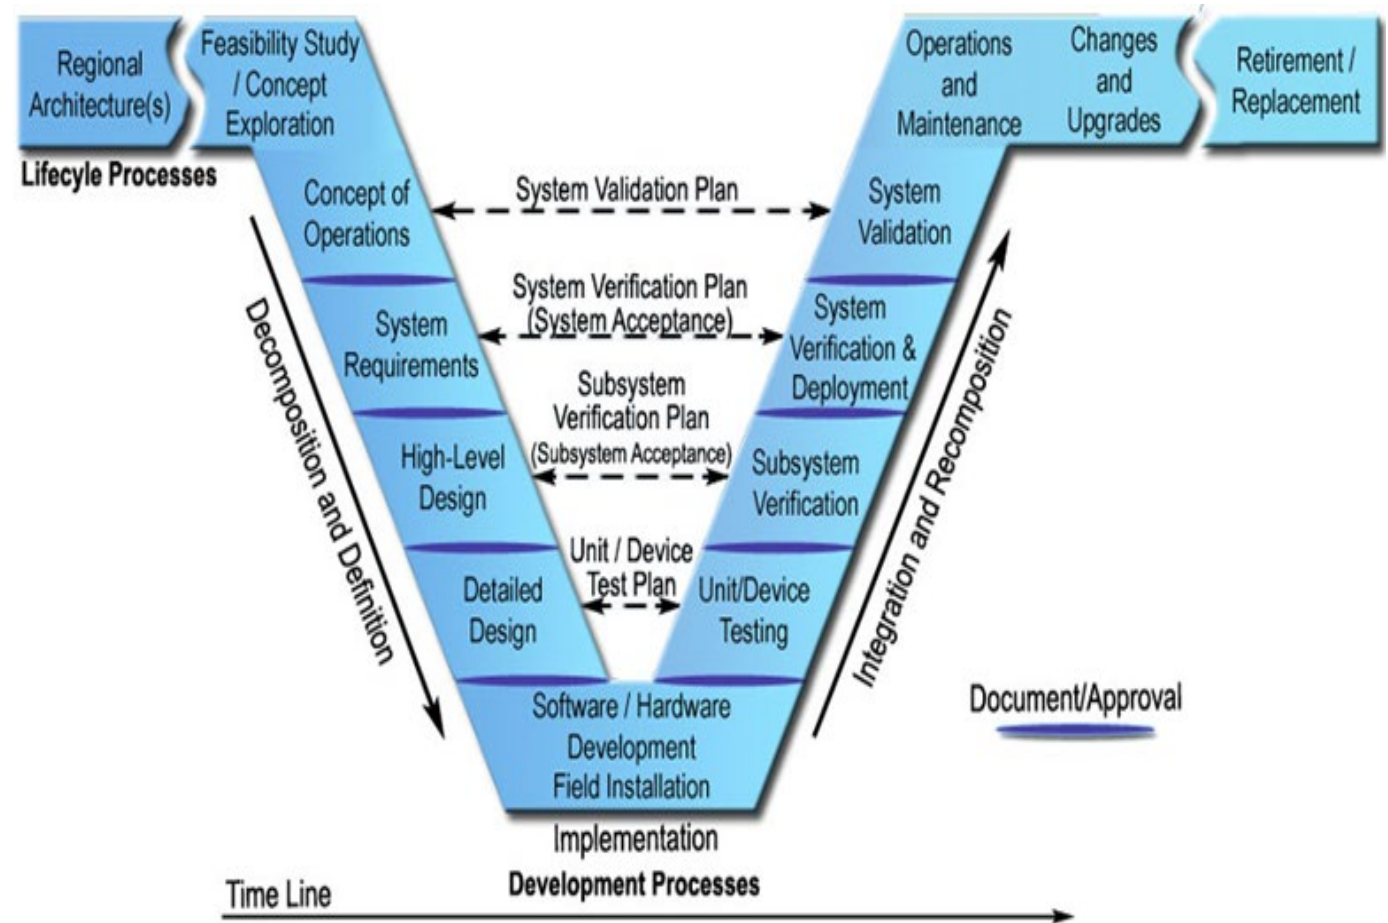 Regional
Architecture(s)
Feasibility Study
/ Concept
Exploration
Operations
and
Maintenance
Changes
and
Upgrades
Retirement /
Replacement
Lifecyle Processes
Concept of
Operations
System Validation Plan
System
Validation
System
Requirements
System Verification Plan
(System Acceptance)
System
Verification &
Deployment
High-Level
Design
Subsystem
Verification Plan
(Subsystem Acceptance)
Subsystem
Verification
Detailed
Design
Unit / Device
Test Plan
Unit/Device
Testing
Decomposition and Definition
Integration and Recomposition
Software / Hardware
Development
Field Installation
Document/Approval
Implementation
Development Processes
Time Line